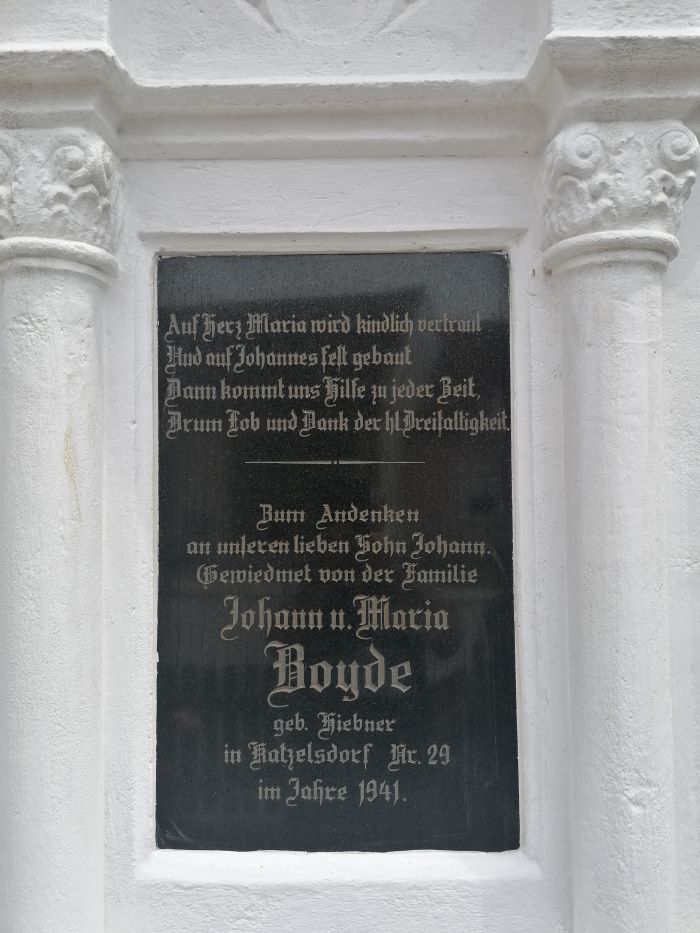 Auf Herz Maria wird kindlich vertraut
Und auf Johannes fest gebaut
Dann kommt uns Hilfe zu jeder Zeit,
Drum Lob und Dank der hl. Dreifaltigkeit.
Zum Andenken
an unseren lieben Sohn Johann.
Gewiedmet von der Familie
Johann u. Maria
Boyde
geb. Hiebner
in Katzelsdorf Nr. 29
im Jahre 1941.